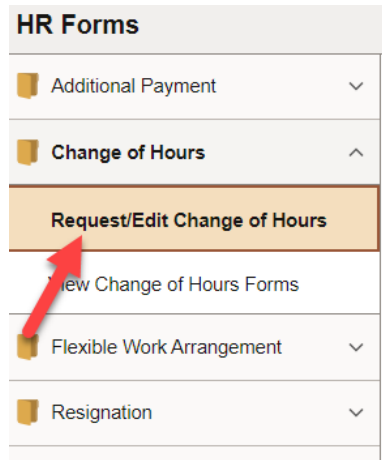 HR Forms
Additional Payment
Change of Hours
Request/Edit Change of Hours
View Change of Hours Forms
Flexible Work Arrangement
Resignation